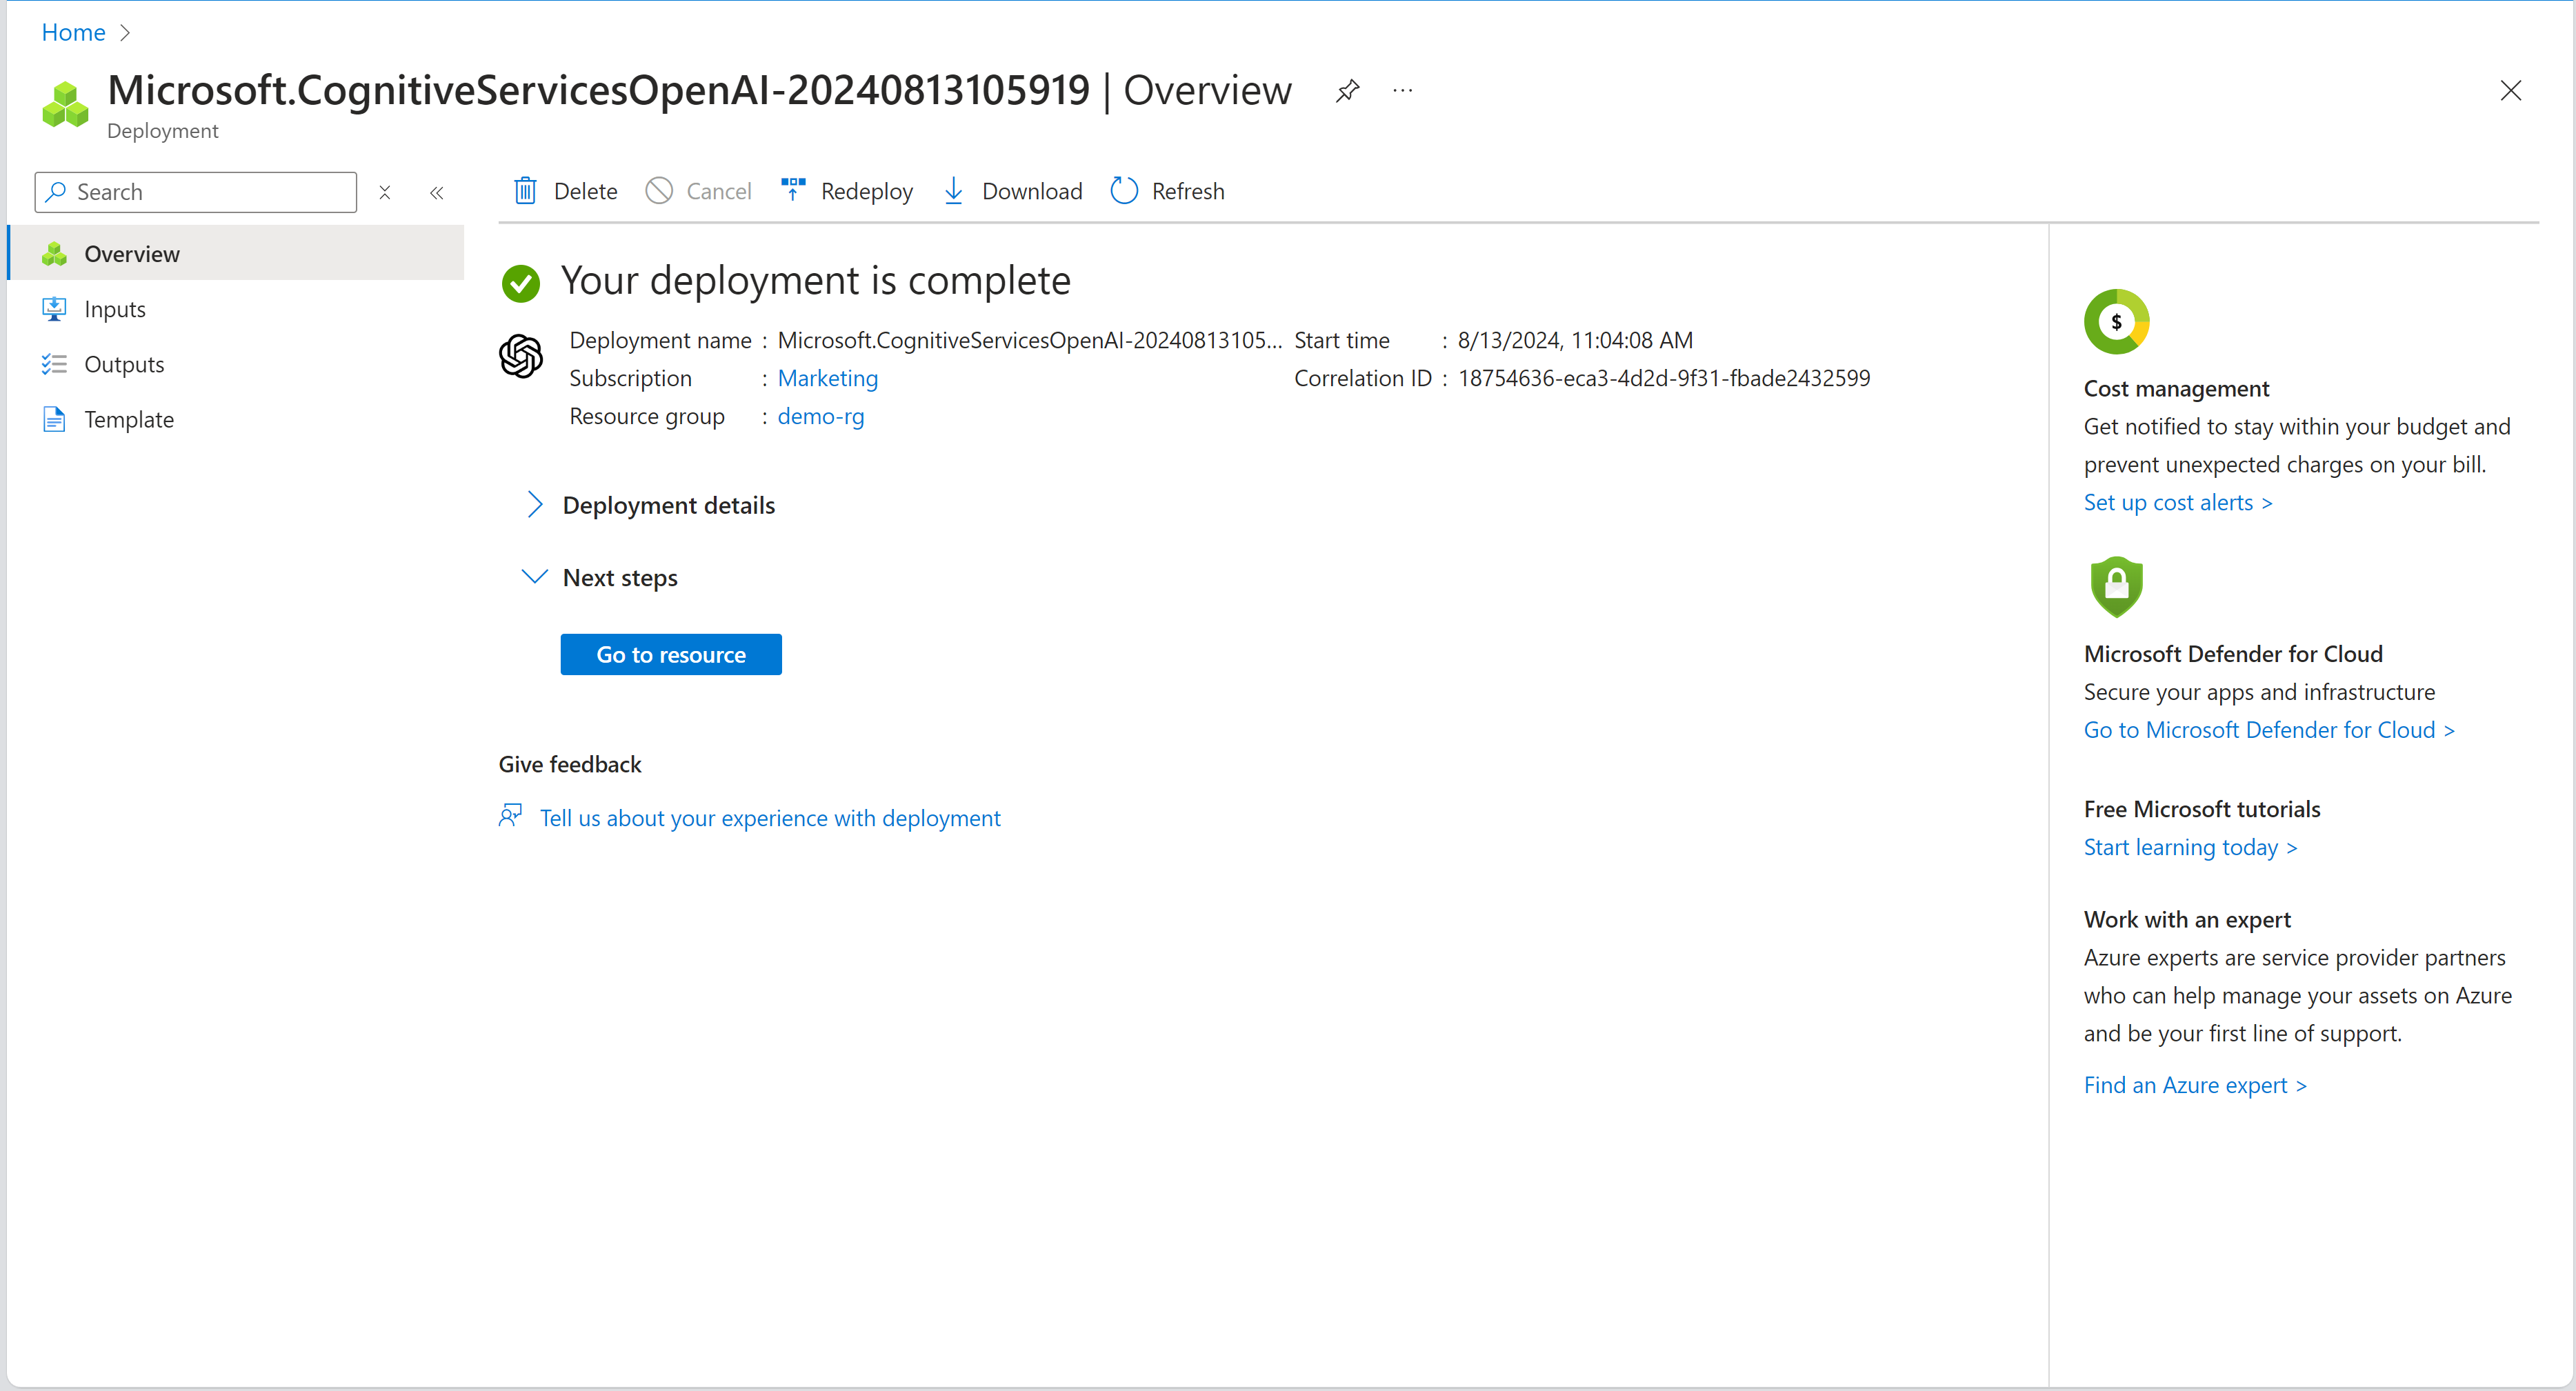 Home
Microsoft.CognitiveServicesOpenAI-20240813105919 | Overview
Deployment
Search
Overview
Inputs
Outputs
Template
Delete
Cancel
Redeploy
Download
Refresh
Your deployment is complete
Deployment name : Microsoft.CognitiveServicesOpenAI-20240813105...
Subscription : Marketing
Resource group : demo-rg
Start time : 8/13/2024, 11:04:08 AM
Correlation ID : 18754636-eca3-4d2d-9f31-fbade2432599
Deployment details
Next steps
Go to resource
Give feedback
Tell us about your experience with deployment
$
Cost management
Get notified to stay within your budget and
prevent unexpected charges on your bill.
Set up cost alerts >
Microsoft Defender for Cloud
Secure your apps and infrastructure
Go to Microsoft Defender for Cloud >
Free Microsoft tutorials
Start learning today >
Work with an expert
Azure experts are service provider partners
who can help manage your assets on Azure
and be your first line of support.
Find an Azure expert >